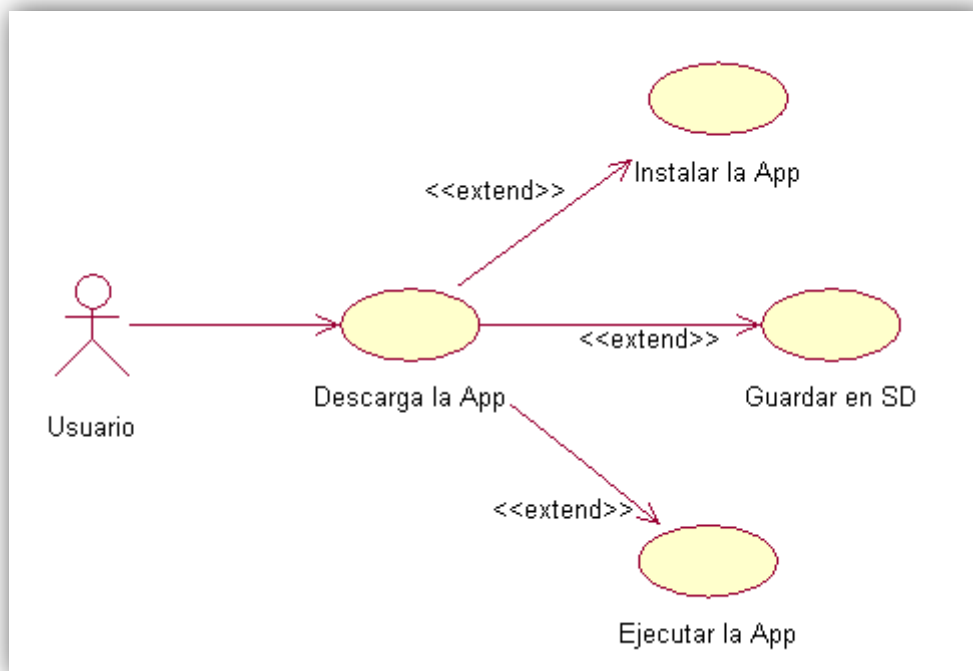 Instalar la App
<<extend>>
<<extend>>
Descarga la App
Guardar en SD
Usuario
<<extend>>
Ejecutar la App